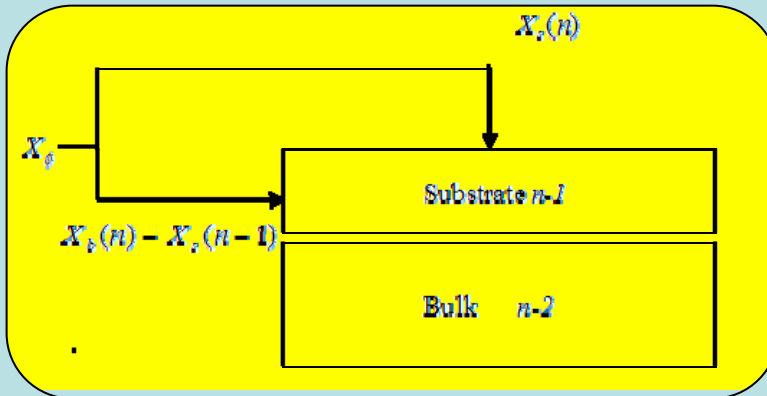 X_s(n)
X_φ
Substrate n-1
X_b(n) – X_s(n – 1)
Bulk n-2
.